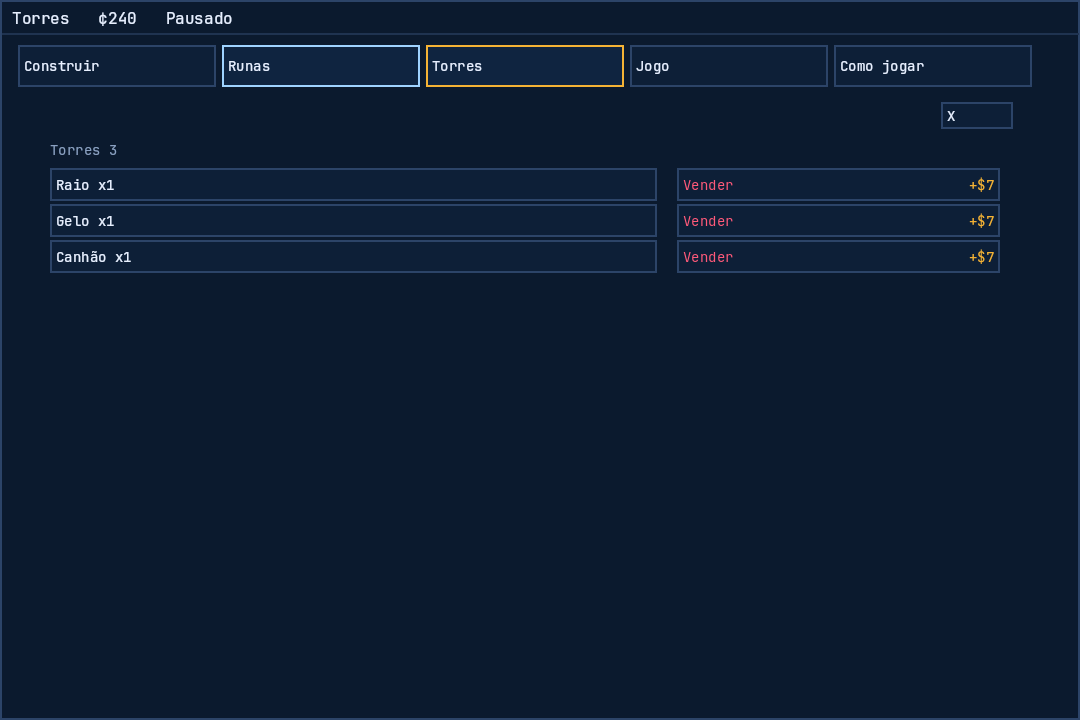 Torres ¢240 Pausado
Construir Runas Torres Jogo Como jogar
X
Torres 3
Raio x1 Vender +$7
Gelo x1 Vender +$7
Canhão x1 Vender +$7